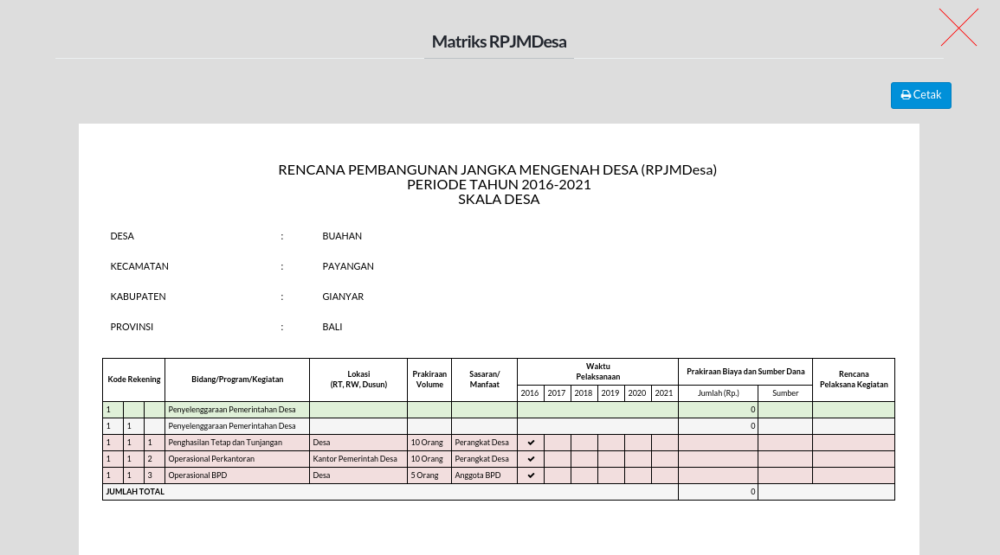 Matriks RPJMDesa
Cetak
RENCANA PEMBANGUNAN JANGKA MENGENAH DESA (RPJMDesa)
PERIODE TAHUN 2016-2021
SKALA DESA
DESA : BUAHAN
KECAMATAN : PAYANGAN
KABUPATEN : GIANYAR
PROVINSI : BALI
Kode Rekening Bidang/Program/Kegiatan Lokasi (RT, RW, Dusun) Prakiraan Volume Sasaran/ Manfaat Waktu Pelaksanaan Prakiraan Biaya dan Sumber Dana Rencana Pelaksana Kegiatan
2016 2017 2018 2019 2020 2021 Jumlah (Rp.) Sumber
1 Penyelenggaraan Pemerintahan Desa 0
1 1 Penyelenggaraan Pemerintahan Desa 0
1 1 1 Penghasilan Tetap dan Tunjangan Desa 10 Orang Perangkat Desa ✔
1 1 2 Operasional Perkantoran Kantor Pemerintah Desa 10 Orang Perangkat Desa ✔
1 1 3 Operasional BPD Desa 5 Orang Anggota BPD ✔
JUMLAH TOTAL 0